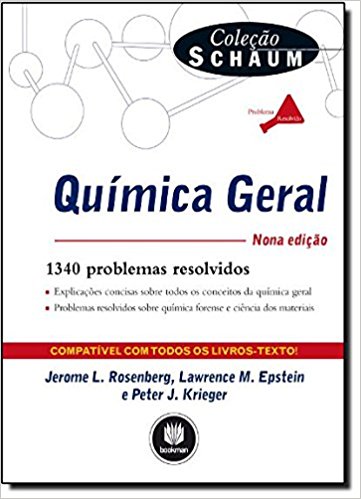 Coleção
SCHAUM
Problema
Resolvido
Química Geral
Nona edição
1340 problemas resolvidos
• Explicações concisas sobre todos os conceitos da química geral
• Problemas resolvidos sobre química forense e ciência dos materiais
COMPATÍVEL COM TODOS OS LIVROS-TEXTO!
Jerome L. Rosenberg, Lawrence M. Epstein
e Peter J. Krieger
bookman